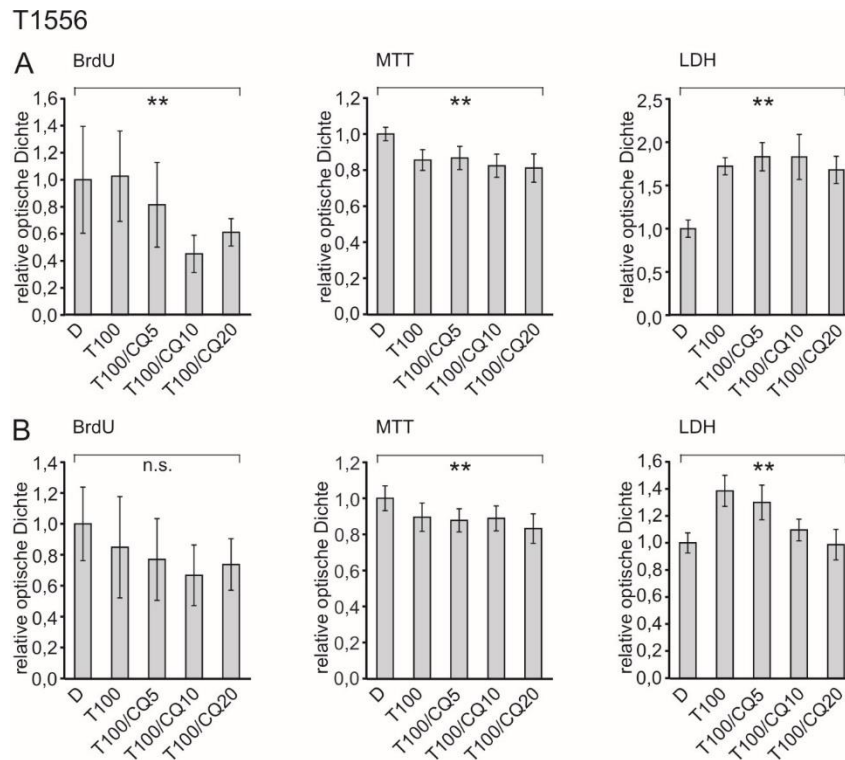 T1556
A
BrdU
**
relative optische Dichte
1,6
1,4
1,2
1,0
0,8
0,6
0,4
0,2
0,0
D
T100
T100/CQ5
T100/CQ10
T100/CQ20
MTT
**
relative optische Dichte
1,2
1,0
0,8
0,6
0,4
0,2
0,0
D
T100
T100/CQ5
T100/CQ10
T100/CQ20
LDH
**
relative optische Dichte
2,5
2,0
1,5
1,0
0,5
0,0
D
T100
T100/CQ5
T100/CQ10
T100/CQ20
B
BrdU
n.s.
relative optische Dichte
1,4
1,2
1,0
0,8
0,6
0,4
0,2
0,0
D
T100
T100/CQ5
T100/CQ10
T100/CQ20
MTT
**
relative optische Dichte
1,2
1,0
0,8
0,6
0,4
0,2
0,0
D
T100
T100/CQ5
T100/CQ10
T100/CQ20
LDH
**
relative optische Dichte
1,6
1,4
1,2
1,0
0,8
0,6
0,4
0,2
0,0
D
T100
T100/CQ5
T100/CQ10
T100/CQ20